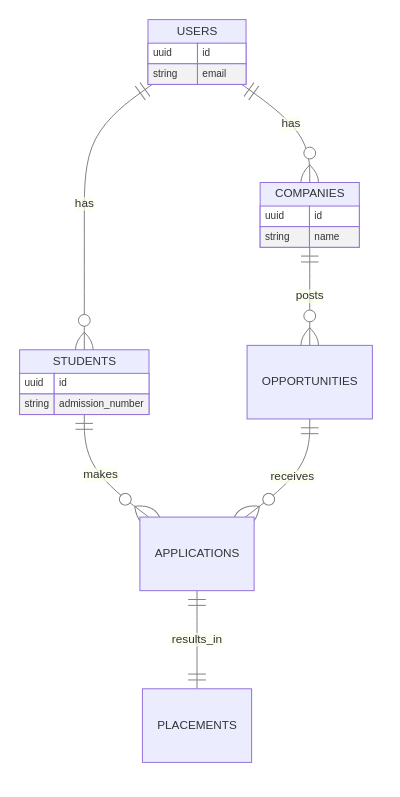 USERS
uuid id
string email
has
has
COMPANIES
uuid id
string name
posts
STUDENTS
uuid id
string admission_number
OPPORTUNITIES
makes
receives
APPLICATIONS
results_in
PLACEMENTS